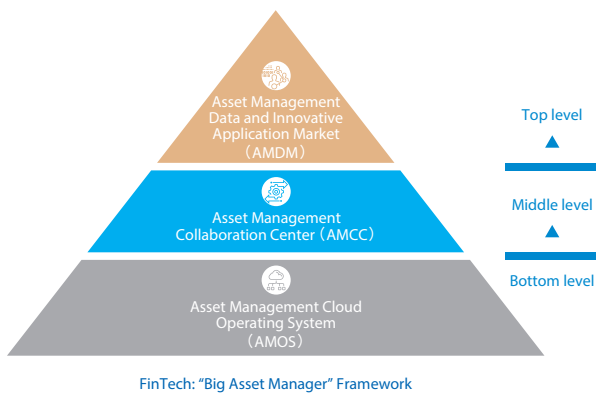 Asset Management
Data and Innovative
Application Market
(AMDM)
Top level
Asset Management
Collaboration Center (AMCC)
Middle level
Asset Management Cloud
Operating System
(AMOS)
Bottom level
FinTech: “Big Asset Manager” Framework